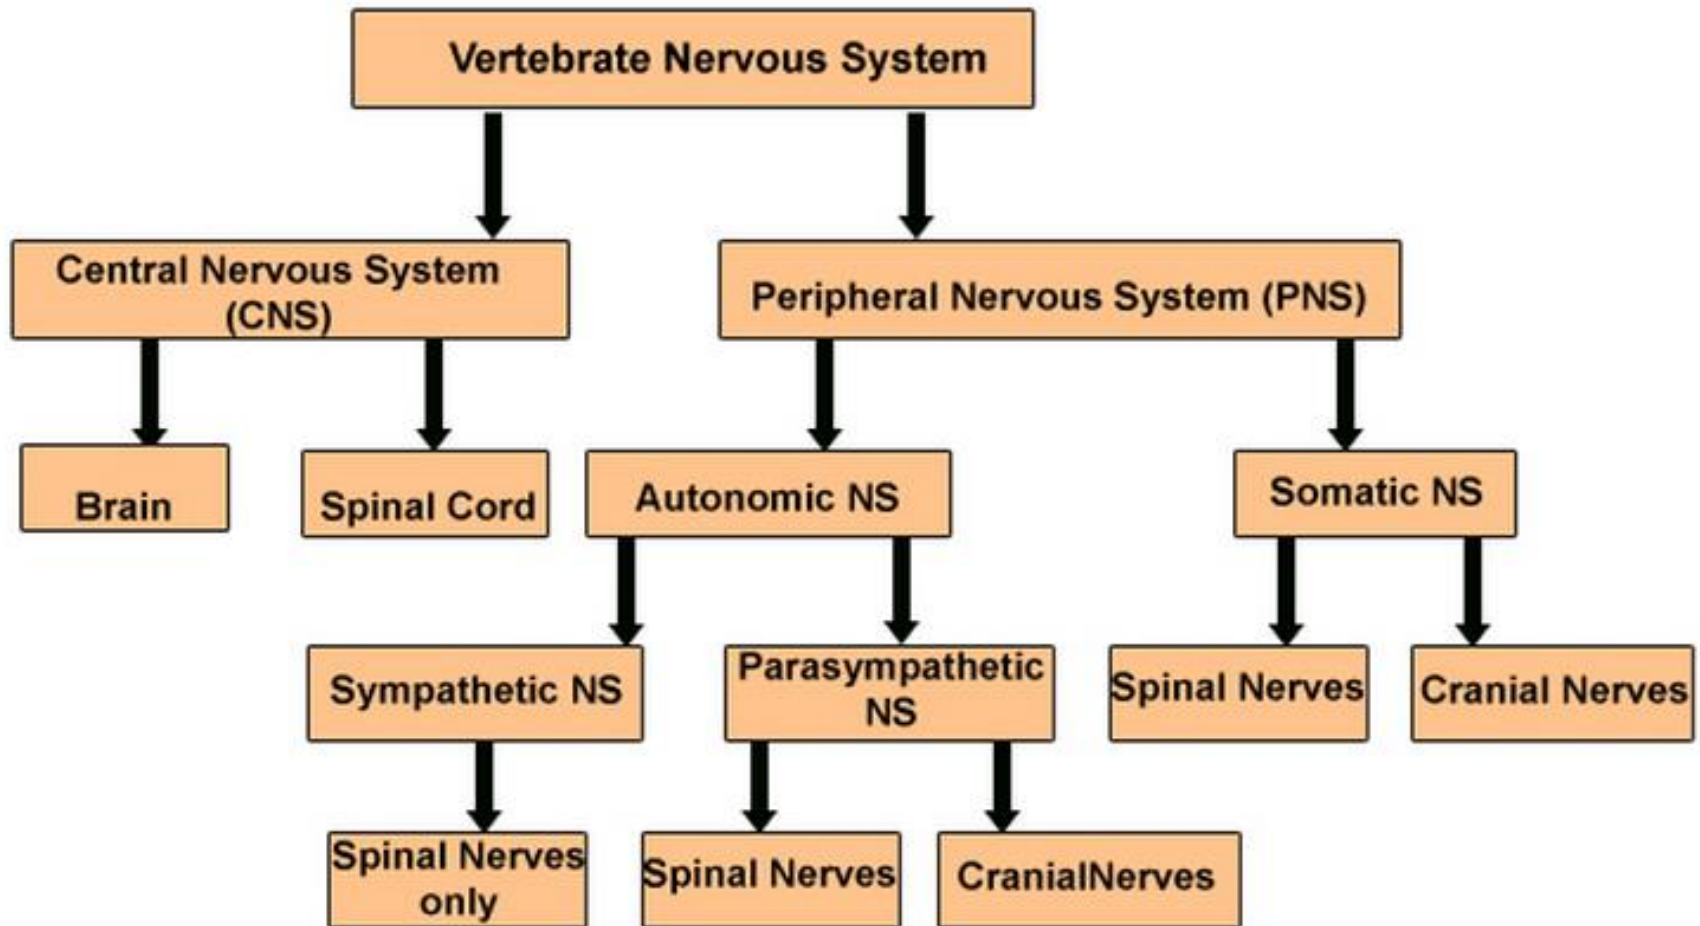 Vertebrate Nervous System
Central Nervous System
(CNS)
Peripheral Nervous System (PNS)
Brain
Spinal Cord
Autonomic NS
Somatic NS
Sympathetic NS
Parasympathetic
NS
Spinal Nerves
Cranial Nerves
Spinal Nerves
only
Spinal Nerves
CranialNerves